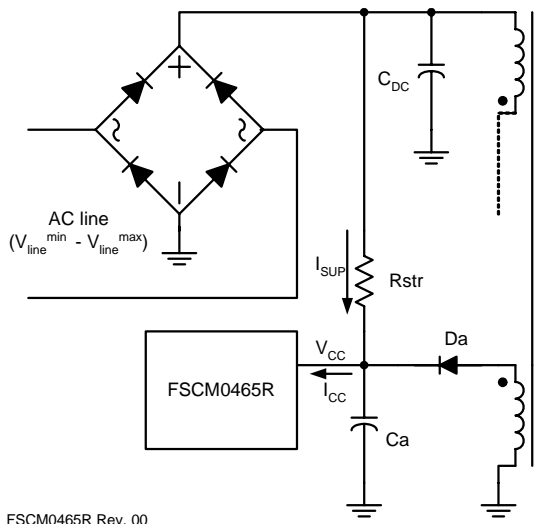 C_DC
AC line
(V_line^min - V_line^max)
I_SUP
Rstr
Da
V_CC
FSCM0465R
I_CC
Ca
FSCM0465R Rev. 00